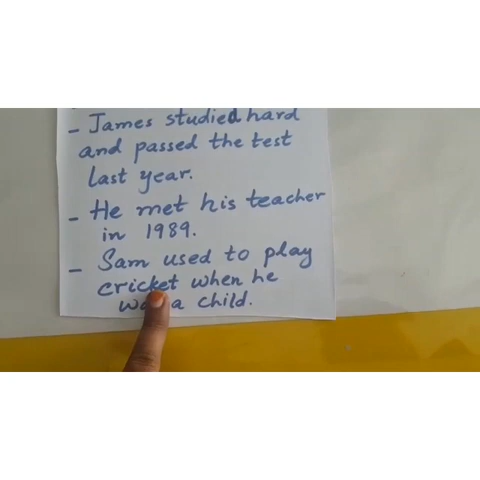 - James studied hard
and passed the test
last year.
- He met his teacher
in 1989.
- Sam used to play
cricket when he
a child.